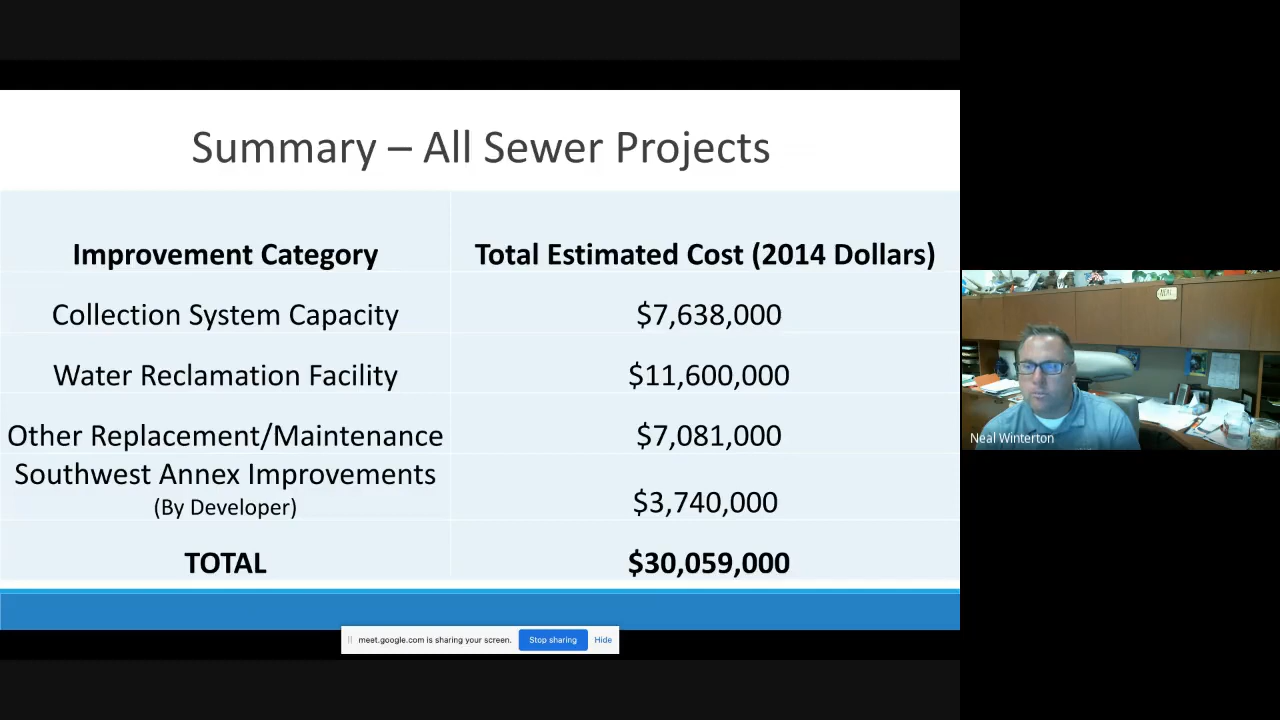 Summary – All Sewer Projects
Improvement Category
Total Estimated Cost (2014 Dollars)
Collection System Capacity
$7,638,000
Water Reclamation Facility
$11,600,000
Other Replacement/Maintenance
$7,081,000
Southwest Annex Improvements
(By Developer)
$3,740,000
TOTAL
$30,059,000
meet.google.com is sharing your screen.
Stop sharing
Hide
Neal Winterton